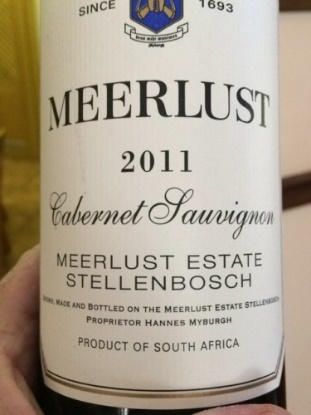 SINCE 1693
MEERLUST
2011
Cabernet Sauvignon
MEERLUST ESTATE
STELLENBOSCH
GROWN, MADE AND BOTTLED ON THE MEERLUST ESTATE STELLENBOSCH
PROPRIETOR HANNES MYBURGH
PRODUCT OF SOUTH AFRICA